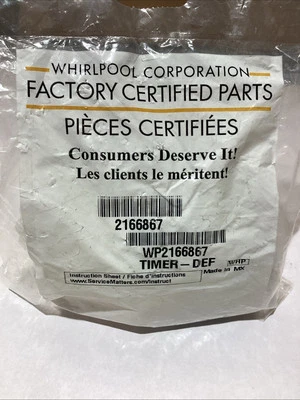 WHIRLPOOL CORPORATION
FACTORY CERTIFIED PARTS
PIÈCES CERTIFIÉES
Consumers Deserve It!
Les clients le méritent!
2166867
WP2166867
TIMER - DEF WHP
Instruction Sheet / Fiche d'instructions Made in MX
www.ServiceMatters.com/instruct